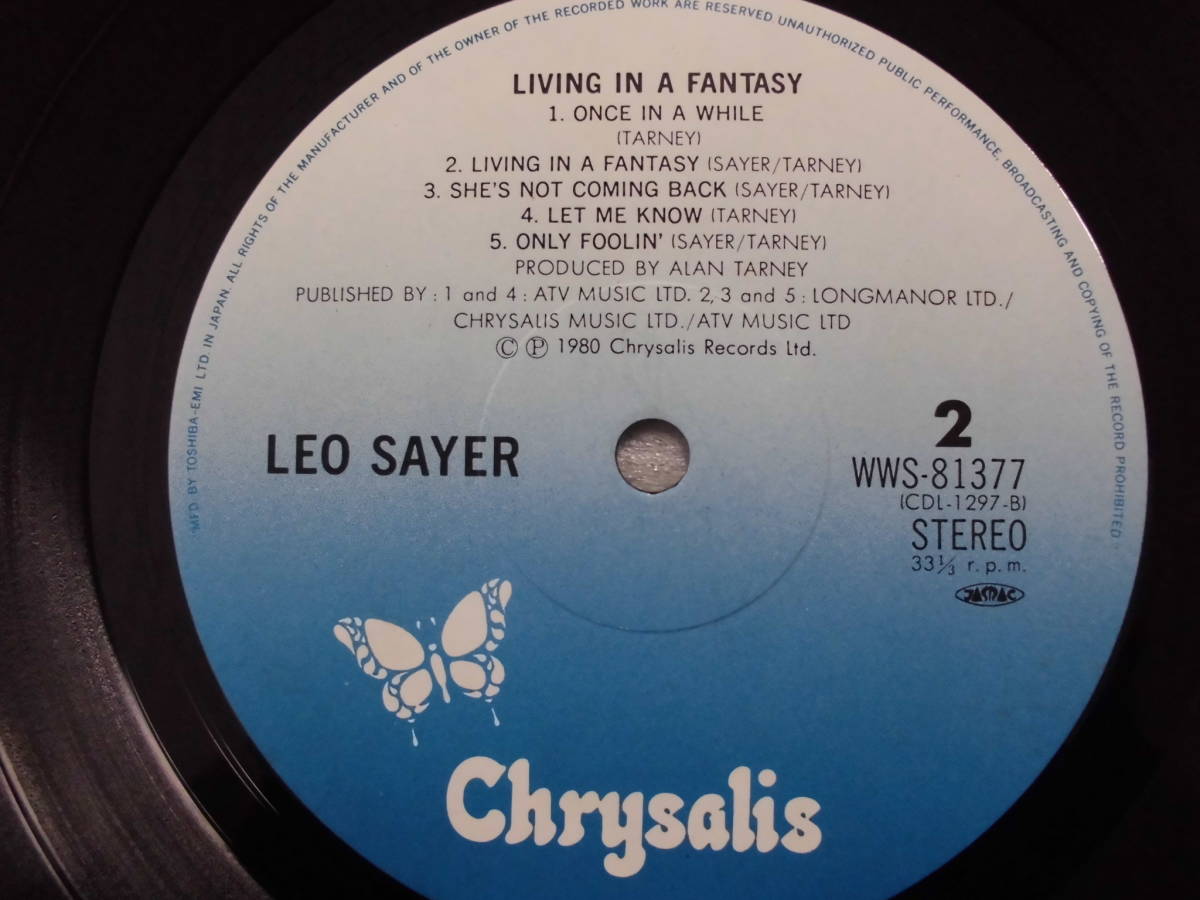 LIVING IN A FANTASY
1. ONCE IN A WHILE
(TARNEY)
2. LIVING IN A FANTASY (SAYER/TARNEY)
3. SHE'S NOT COMING BACK (SAYER/TARNEY)
4. LET ME KNOW (TARNEY)
5. ONLY FOOLIN' (SAYER/TARNEY)
PRODUCED BY ALAN TARNEY
PUBLISHED BY : 1 and 4 : ATV MUSIC LTD. 2, 3 and 5 : LONGMANOR LTD./
CHRYSALIS MUSIC LTD./ATV MUSIC LTD
Ⓒ Ⓟ 1980 Chrysalis Records Ltd.
LEO SAYER
2
WWS-81377
(CDL-1297-B)
STEREO
33⅓ r.p.m.
JASRAC
Chrysalis
·MFD. BY TOSHIBA-EMI LTD. IN JAPAN. ALL RIGHTS OF THE MANUFACTURER AND OF THE OWNER OF THE RECORDED WORK ARE RESERVED UNAUTHORIZED PUBLIC PERFORMANCE, BROADCASTING AND COPYING OF THE RECORD PROHIBITED·